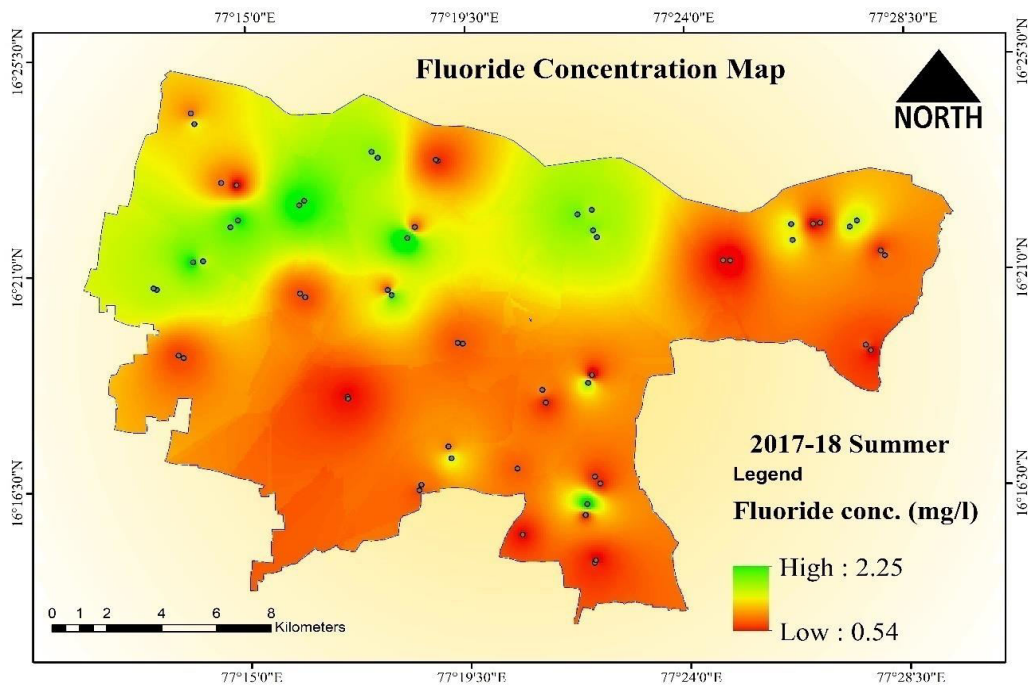 77°15'0"E 77°19'30"E 77°24'0"E 77°28'30"E
16°25'30"N
16°25'30"N
Fluoride Concentration Map
NORTH
16°21'0"N
16°21'0"N
16°16'30"N
16°16'30"N
2017-18 Summer
Legend
Fluoride conc. (mg/l)
High : 2.25
Low : 0.54
0 1 2 4 6 8
Kilometers
77°15'0"E 77°19'30"E 77°24'0"E 77°28'30"E